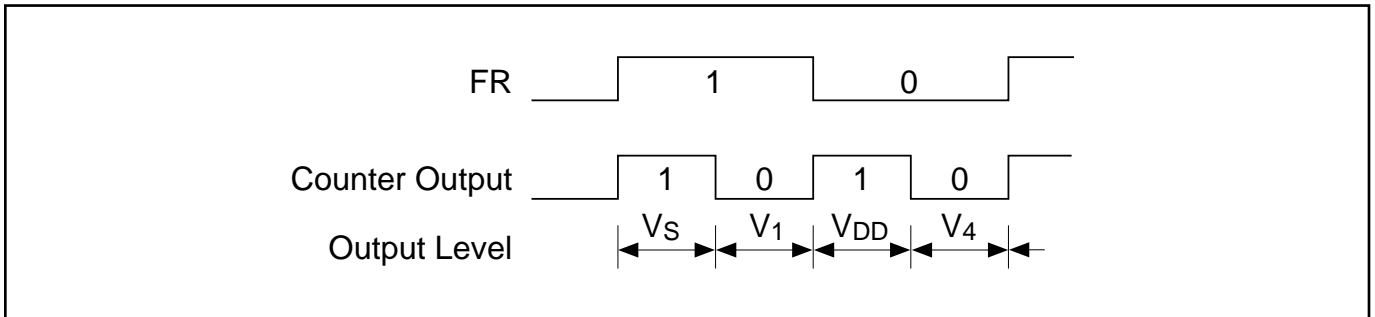 FR 1 0
Counter Output 1 0 1 0
Output Level VS V1 VDD V4